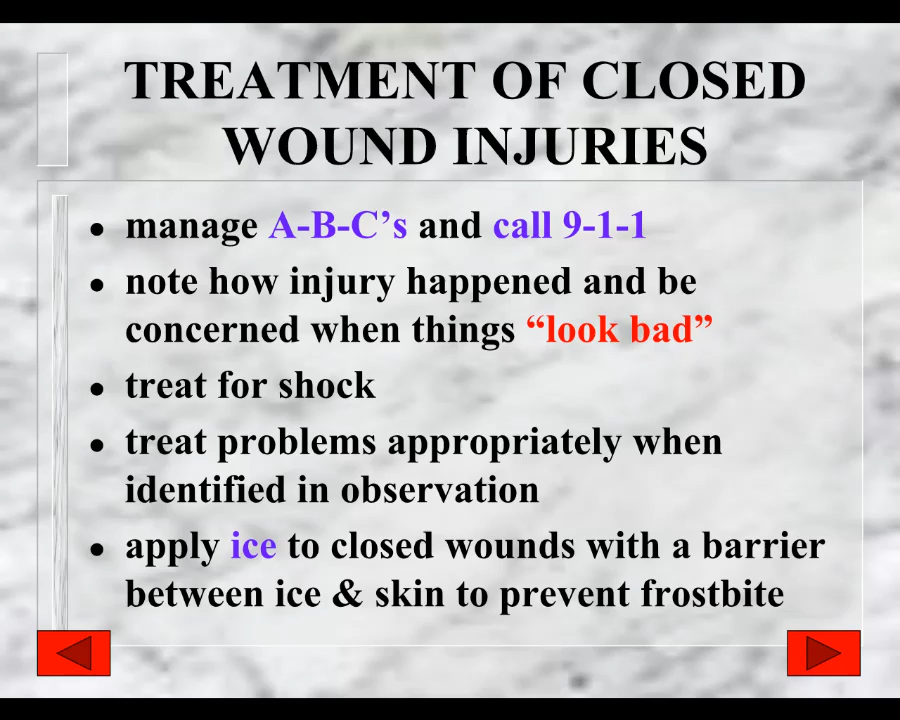 TREATMENT OF CLOSED
WOUND INJURIES
● manage A-B-C’s and call 9-1-1
● note how injury happened and be
concerned when things “look bad”
● treat for shock
● treat problems appropriately when
identified in observation
● apply ice to closed wounds with a barrier
between ice & skin to prevent frostbite